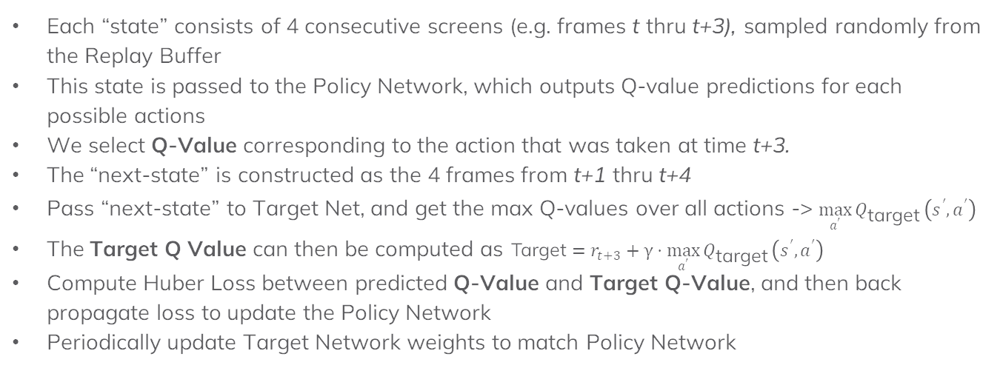 • Each “state” consists of 4 consecutive screens (e.g. frames t thru t+3), sampled randomly from
the Replay Buffer
• This state is passed to the Policy Network, which outputs Q-value predictions for each
possible actions
• We select Q-Value corresponding to the action that was taken at time t+3.
• The “next-state” is constructed as the 4 frames from t+1 thru t+4
• Pass “next-state” to Target Net, and get the max Q-values over all actions -> max_{a′} Q_{target}(s′, a′)
• The Target Q Value can then be computed as Target = r_{t+3} + γ · max_{a′} Q_{target}(s′, a′)
• Compute Huber Loss between predicted Q-Value and Target Q-Value, and then back
propagate loss to update the Policy Network
• Periodically update Target Network weights to match Policy Network